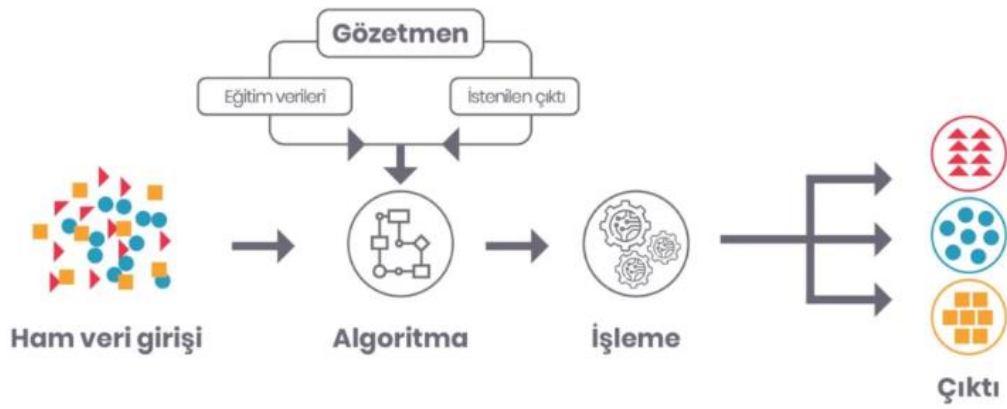 Gözetmen
Eğitim verileri
İstenilen çıktı
Ham veri girişi
Algoritma
İşleme
Çıktı